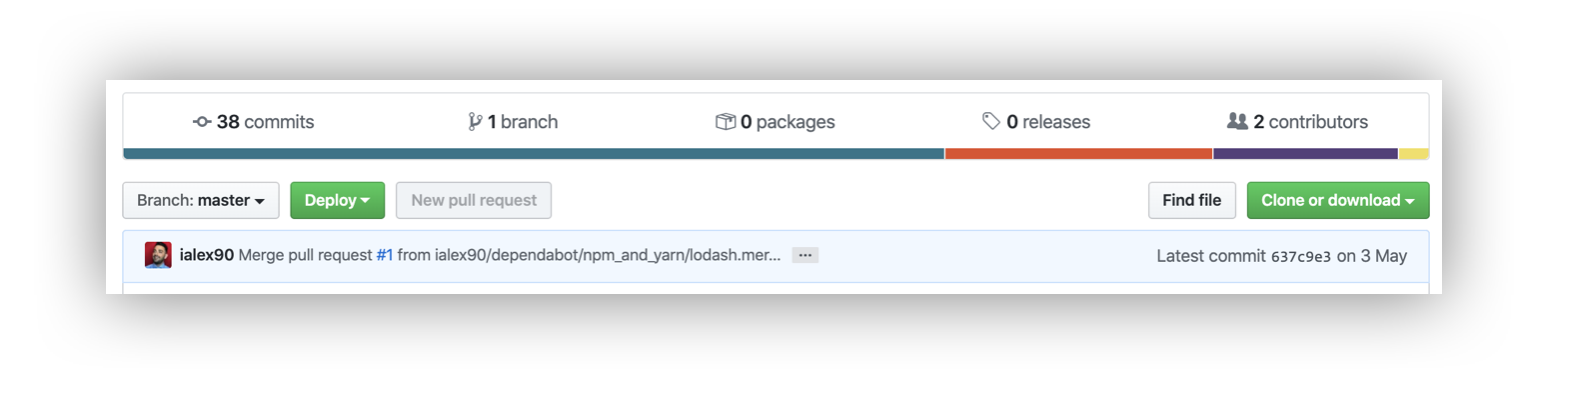 38 commits 1 branch 0 packages 0 releases 2 contributors
Branch: master Deploy New pull request Find file Clone or download
ialex90 Merge pull request #1 from ialex90/dependabot/npm_and_yarn/lodash.mer... ... Latest commit 637c9e3 on 3 May